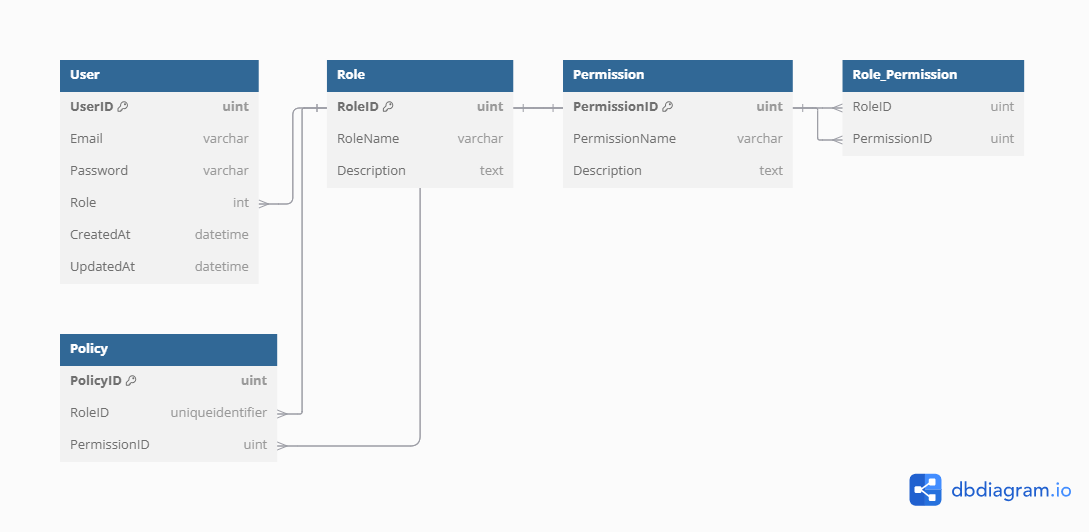 User
UserID uint
Email varchar
Password varchar
Role int
CreatedAt datetime
UpdatedAt datetime
Role
RoleID uint
RoleName varchar
Description text
Permission
PermissionID uint
PermissionName varchar
Description text
Role_Permission
RoleID uint
PermissionID uint
Policy
PolicyID uint
RoleID uniqueidentifier
PermissionID uint
dbdiagram.io